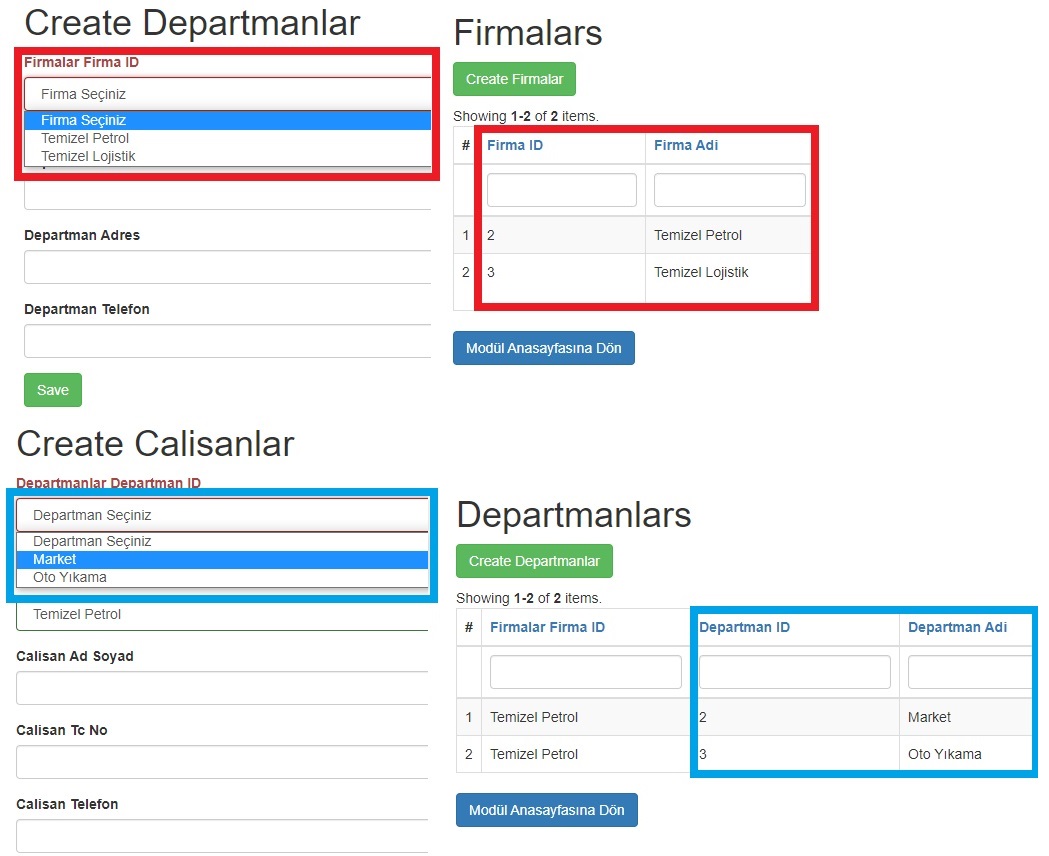 Create Departmanlar
Firmalar Firma ID
Firma Seçiniz
Firma Seçiniz
Temizel Petrol
Temizel Lojistik
Departman Adres
Departman Telefon
Save
Firmalars
Create Firmalar
Showing 1-2 of 2 items.
# Firma ID Firma Adi
1 2 Temizel Petrol
2 3 Temizel Lojistik
Modül Anasayfasına Dön
Create Calisanlar
Departmanlar Departman ID
Departman Seçiniz
Departman Seçiniz
Market
Oto Yıkama
Temizel Petrol
Calisan Ad Soyad
Calisan Tc No
Calisan Telefon
Departmanlars
Create Departmanlar
Showing 1-2 of 2 items.
# Firmalar Firma ID Departman ID Departman Adi
1 Temizel Petrol 2 Market
2 Temizel Petrol 3 Oto Yıkama
Modül Anasayfasına Dön